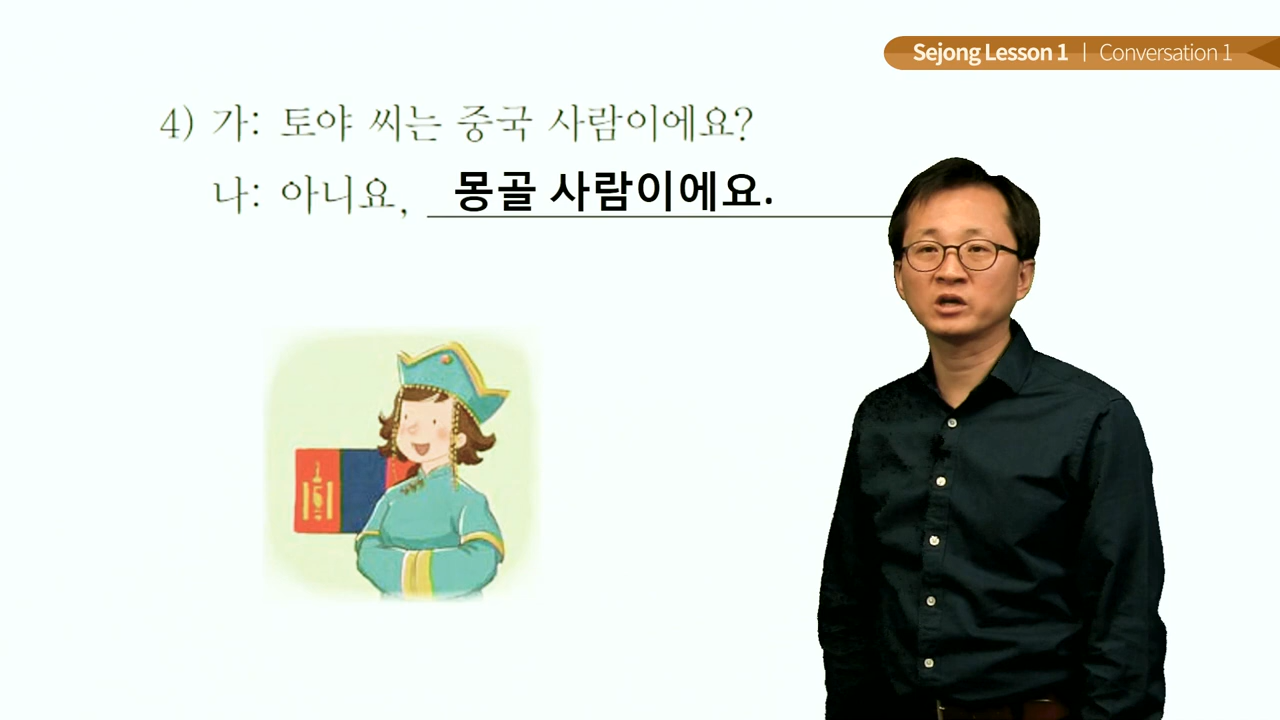 Sejong Lesson 1 | Conversation 1
4) 가: 토야 씨는 중국 사람이에요?
나: 아니요, 몽골 사람이에요.